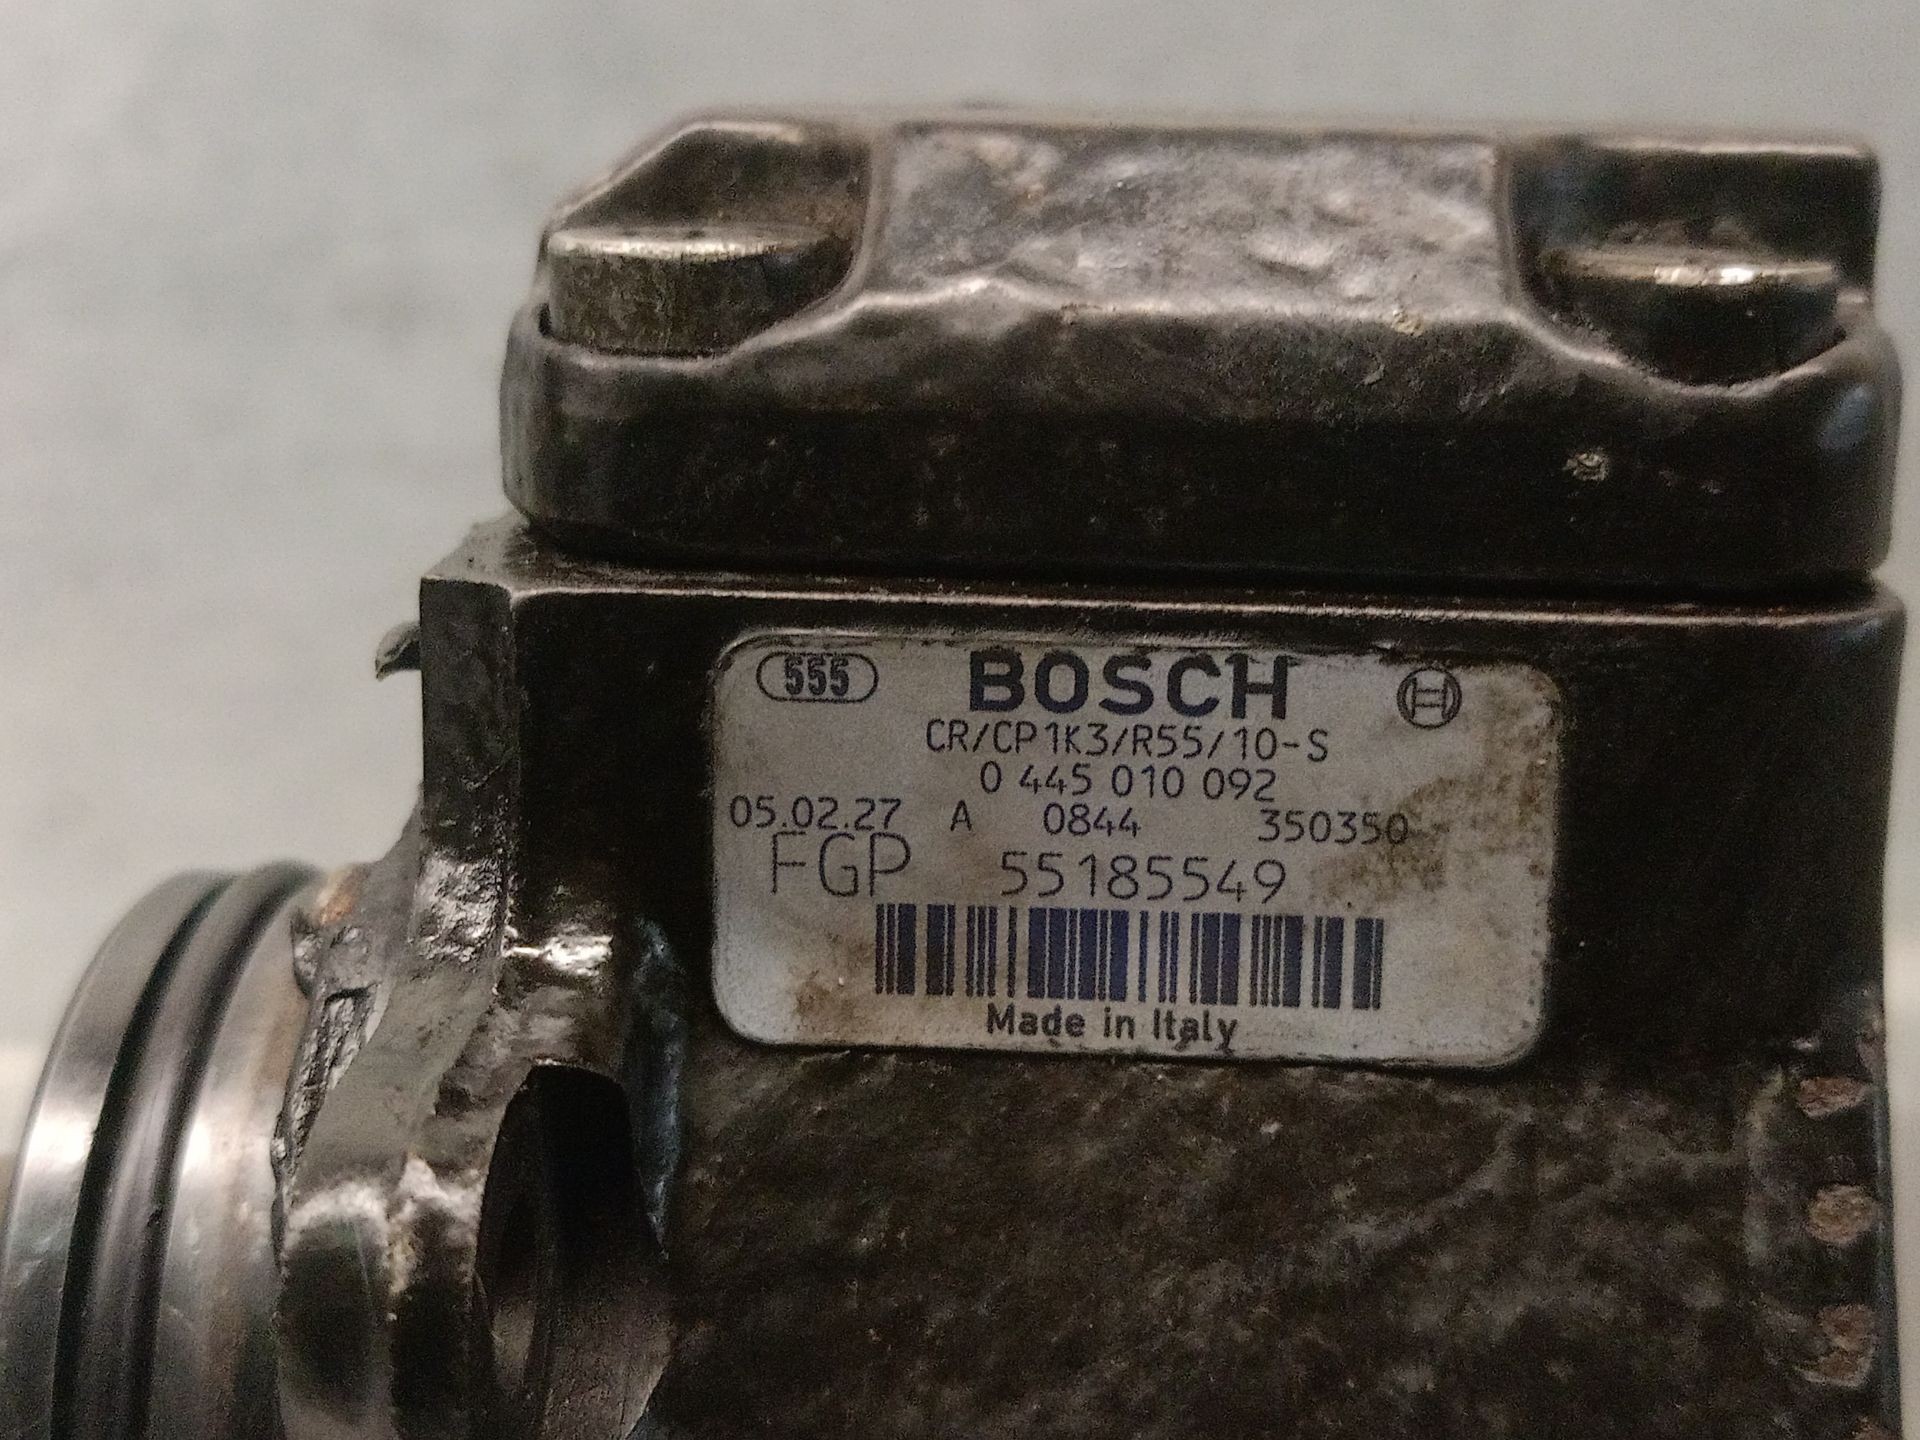 555 BOSCH
CR/CP1K3/R55/10-S
0 445 010 092
05.02.27 A 0844 350350
FGP 55185549
Made in Italy